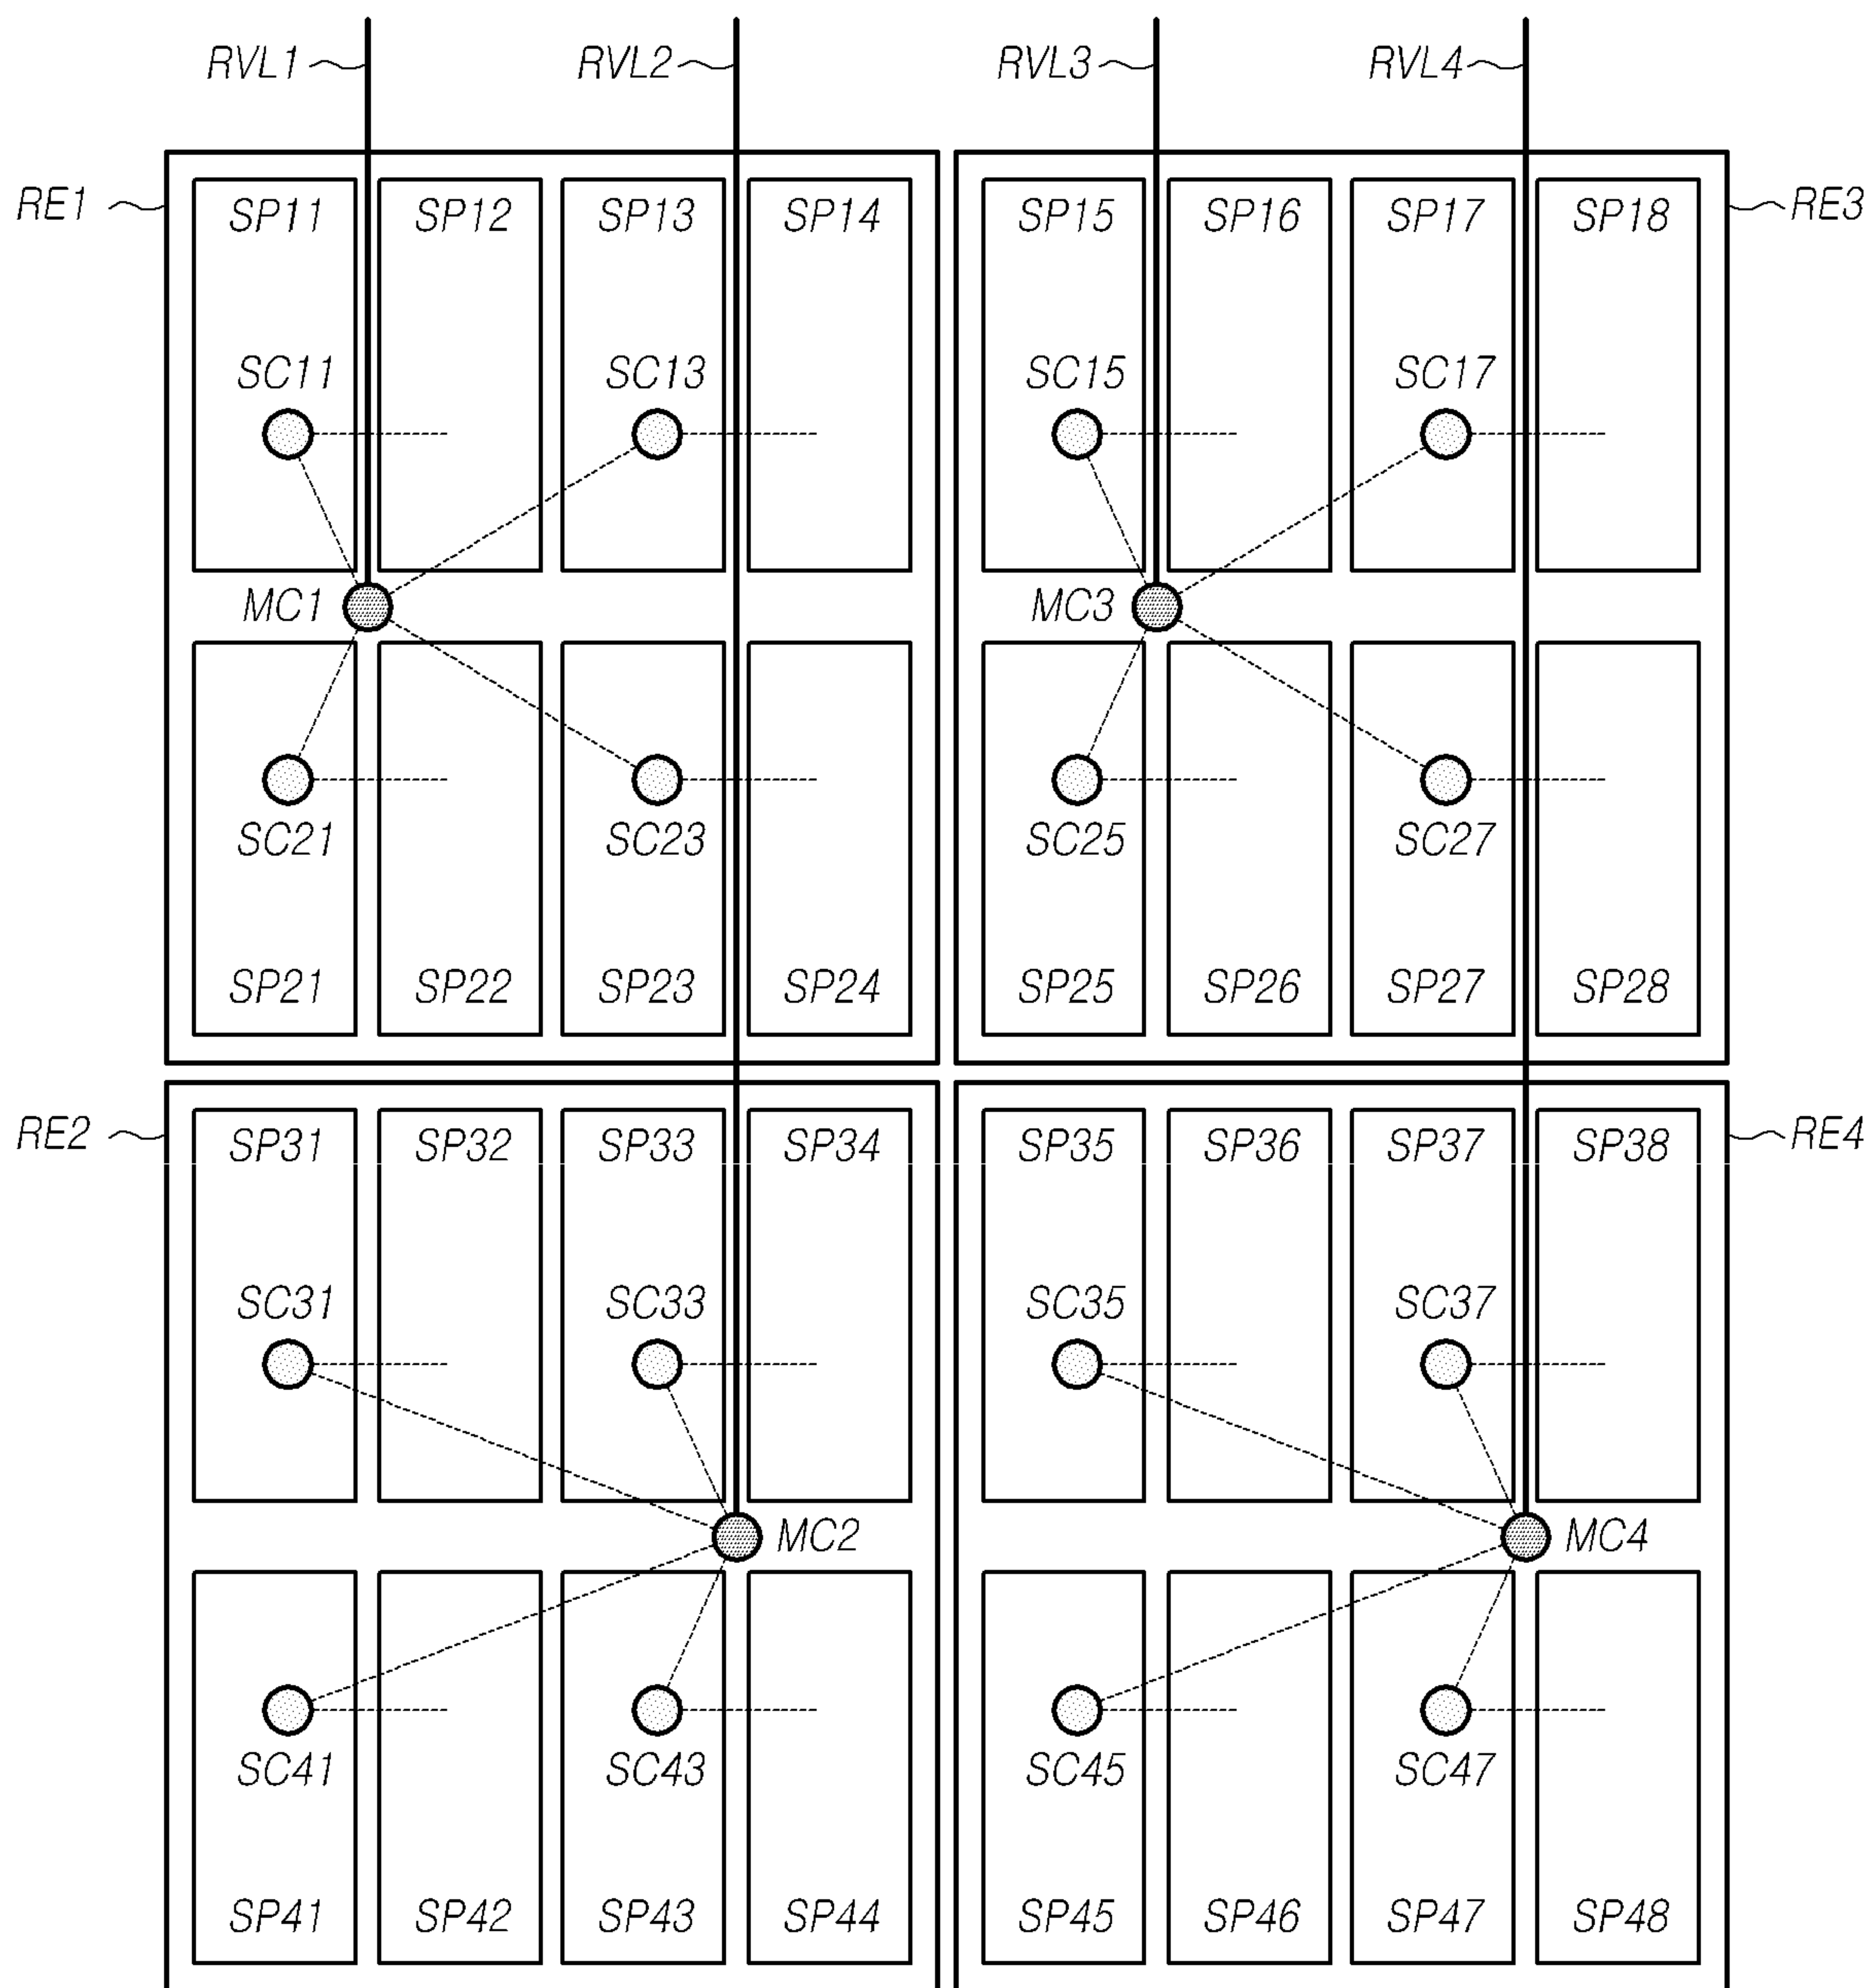 RVL1 RVL2 RVL3 RVL4
RE1 SP11 SP12 SP13 SP14 SP15 SP16 SP17 SP18 RE3
SC11 SC13 SC15 SC17
MC1 MC3
SC21 SC23 SC25 SC27
SP21 SP22 SP23 SP24 SP25 SP26 SP27 SP28
RE2 SP31 SP32 SP33 SP34 SP35 SP36 SP37 SP38 RE4
SC31 SC33 SC35 SC37
MC2 MC4
SC41 SC43 SC45 SC47
SP41 SP42 SP43 SP44 SP45 SP46 SP47 SP48